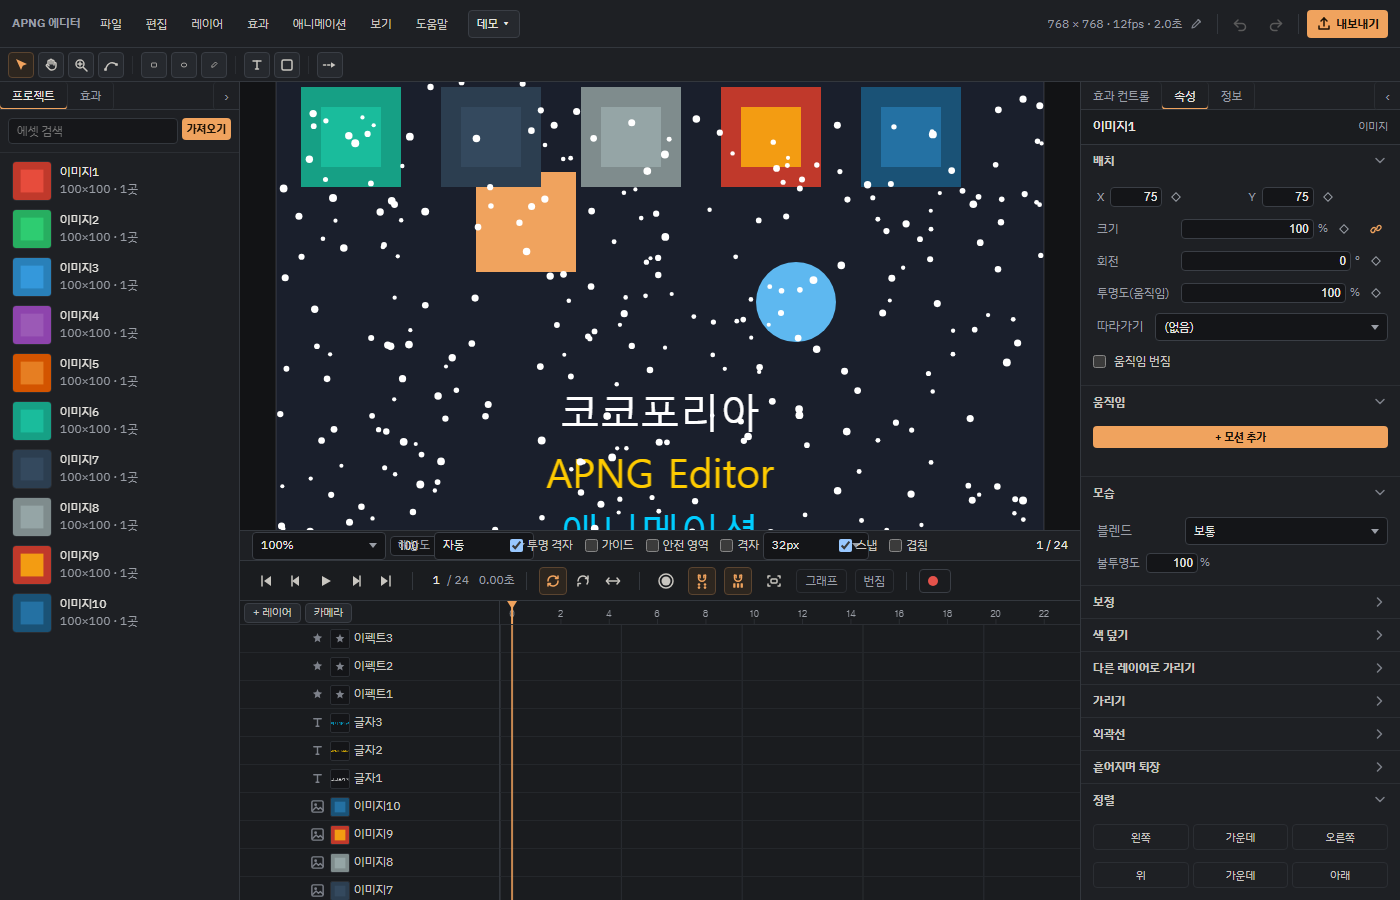 APNG 에디터 파일 편집 레이어 효과 애니메이션 보기 도움말 데모 768 × 768 · 12fps · 2.0초 내보내기
프로젝트 효과
에셋 검색 가져오기
이미지1
100×100 · 1곳
이미지2
100×100 · 1곳
이미지3
100×100 · 1곳
이미지4
100×100 · 1곳
이미지5
100×100 · 1곳
이미지6
100×100 · 1곳
이미지7
100×100 · 1곳
이미지8
100×100 · 1곳
이미지9
100×100 · 1곳
이미지10
100×100 · 1곳
코코포리아
APNG Editor
애니메이션
100% 자동 투명 격자 가이드 안전 영역 격자 32px 스냅 겹침 1 / 24
1 / 24 0.00초 그래프 번짐
+ 레이어 카메라 0 2 4 6 8 10 12 14 16 18 20 22
이펙트3
이펙트2
이펙트1
글자3
글자2
글자1
이미지10
이미지9
이미지8
이미지7
효과 컨트롤 속성 정보
이미지1 이미지
배치
X 75 Y 75
크기 100 %
회전 0 °
투명도(움직임) 100 %
따라가기 (없음)
움직임 번짐
움직임
+ 모션 추가
모습
블렌드 보통
불투명도 100 %
보정
색 덮기
다른 레이어로 가리기
가리기
외곽선
흩어지며 퇴장
정렬
왼쪽 가운데 오른쪽
위 가운데 아래